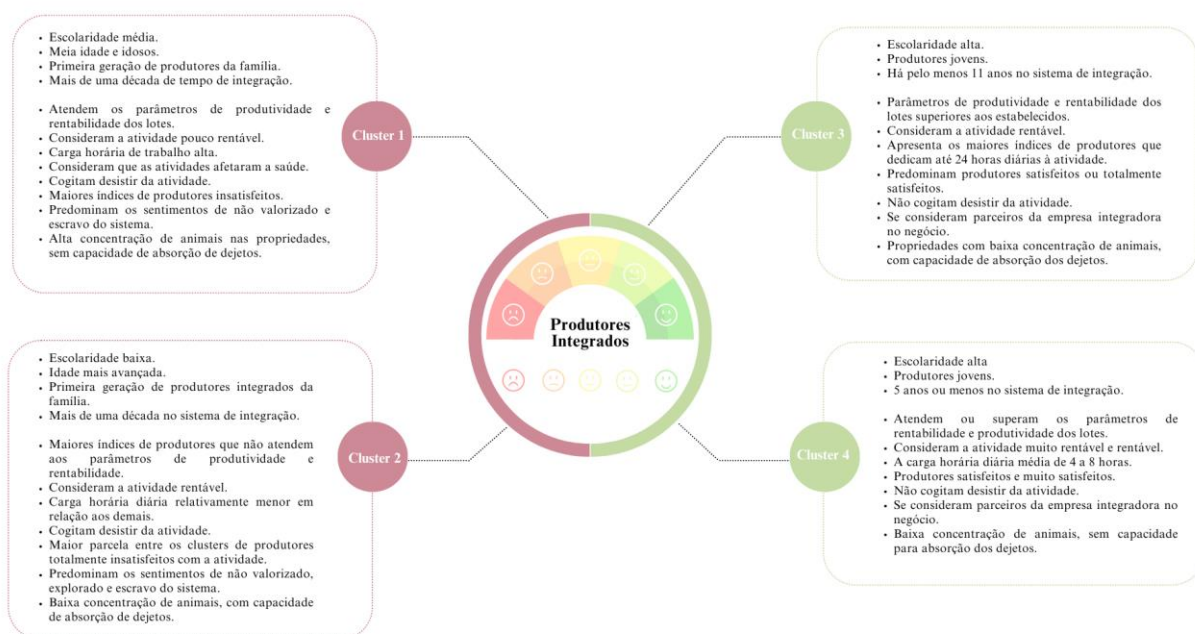 • Escolaridade média.
• Meia idade e idosos.
• Primeira geração de produtores da família.
• Mais de uma década de tempo de integração.
• Atendem os parâmetros de produtividade e
rentabilidade dos lotes.
• Consideram a atividade pouco rentável.
• Carga horária de trabalho alta.
• Consideram que as atividades afetaram a saúde.
• Cogitam desistir da atividade.
• Maiores índices de produtores insatisfeitos.
• Predominam os sentimentos de não valorizado e
escravo do sistema.
• Alta concentração de animais nas propriedades,
sem capacidade de absorção de dejetos.
Cluster 1
• Escolaridade baixa.
• Idade mais avançada.
• Primeira geração de produtores integrados da
família.
• Mais de uma década no sistema de integração.
• Maiores índices de produtores que não atendem
aos parâmetros de produtividade e
rentabilidade.
• Consideram a atividade rentável.
• Carga horária diária relativamente menor em
relação aos demais.
• Cogitam desistir da atividade.
• Maior parcela entre os clusters de produtores
totalmente insatisfeitos com a atividade.
• Predominam os sentimentos de não valorizado,
explorado e escravo do sistema.
• Baixa concentração de animais, com capacidade
de absorção de dejetos.
Cluster 2
Produtores
Integrados
Cluster 3
• Escolaridade alta.
• Produtores jovens.
• Há pelo menos 11 anos no sistema de integração.
• Parâmetros de produtividade e rentabilidade dos
lotes superiores aos estabelecidos.
• Consideram a atividade rentável.
• Apresenta os maiores índices de produtores que
dedicam até 24 horas diárias à atividade.
• Predominam produtores satisfeitos ou totalmente
satisfeitos.
• Não cogitam desistir da atividade.
• Se consideram parceiros da empresa integradora
no negócio.
• Propriedades com baixa concentração de animais,
com capacidade de absorção dos dejetos.
Cluster 4
• Escolaridade alta
• Produtores jovens.
• 5 anos ou menos no sistema de integração.
• Atendem ou superam os parâmetros de
rentabilidade e produtividade dos lotes.
• Consideram a atividade muito rentável e rentável.
• A carga horária diária média de 4 a 8 horas.
• Produtores satisfeitos e muito satisfeitos.
• Não cogitam desistir da atividade.
• Se consideram parceiros da empresa integradora no
negócio.
• Baixa concentração de animais, sem capacidade
para absorção dos dejetos.